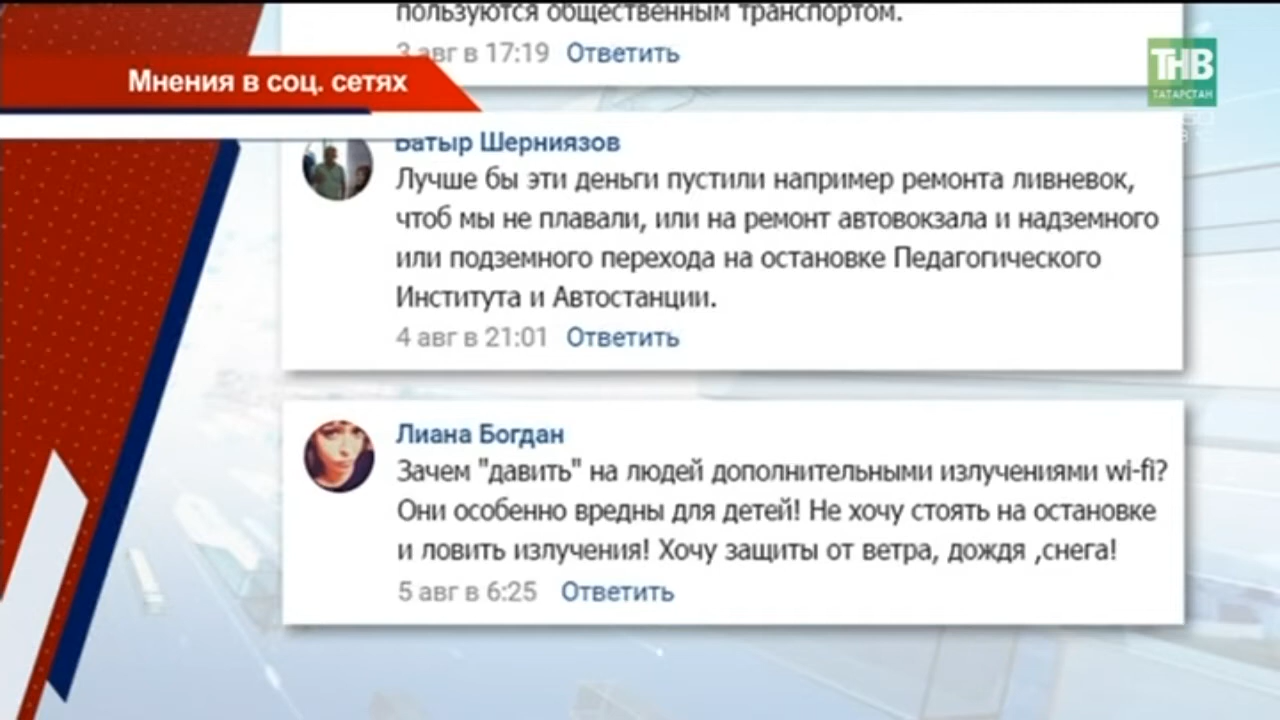 пользуются общественным транспортом.
3 авг в 17:19 Ответить
Мнения в соц. сетях
ТНВ
ТАТАРСТАН
Батыр Шерниязов
Лучше бы эти деньги пустили например ремонта ливневок,
чтоб мы не плавали, или на ремонт автовокзала и надземного
или подземного перехода на остановке Педагогического
Института и Автостанции.
4 авг в 21:01 Ответить
Лиана Богдан
Зачем "давить" на людей дополнительными излучениями wi-fi?
Они особенно вредны для детей! Не хочу стоять на остановке
и ловить излучения! Хочу защиты от ветра, дождя ,снега!
5 авг в 6:25 Ответить